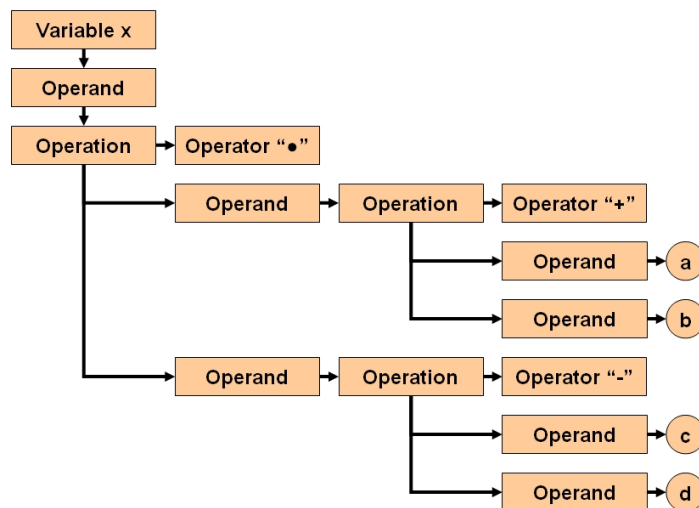 Variable x
Operand
Operation
Operator “●”
Operand
Operation
Operator “+”
Operand
a
Operand
b
Operand
Operation
Operator “-”
Operand
c
Operand
d